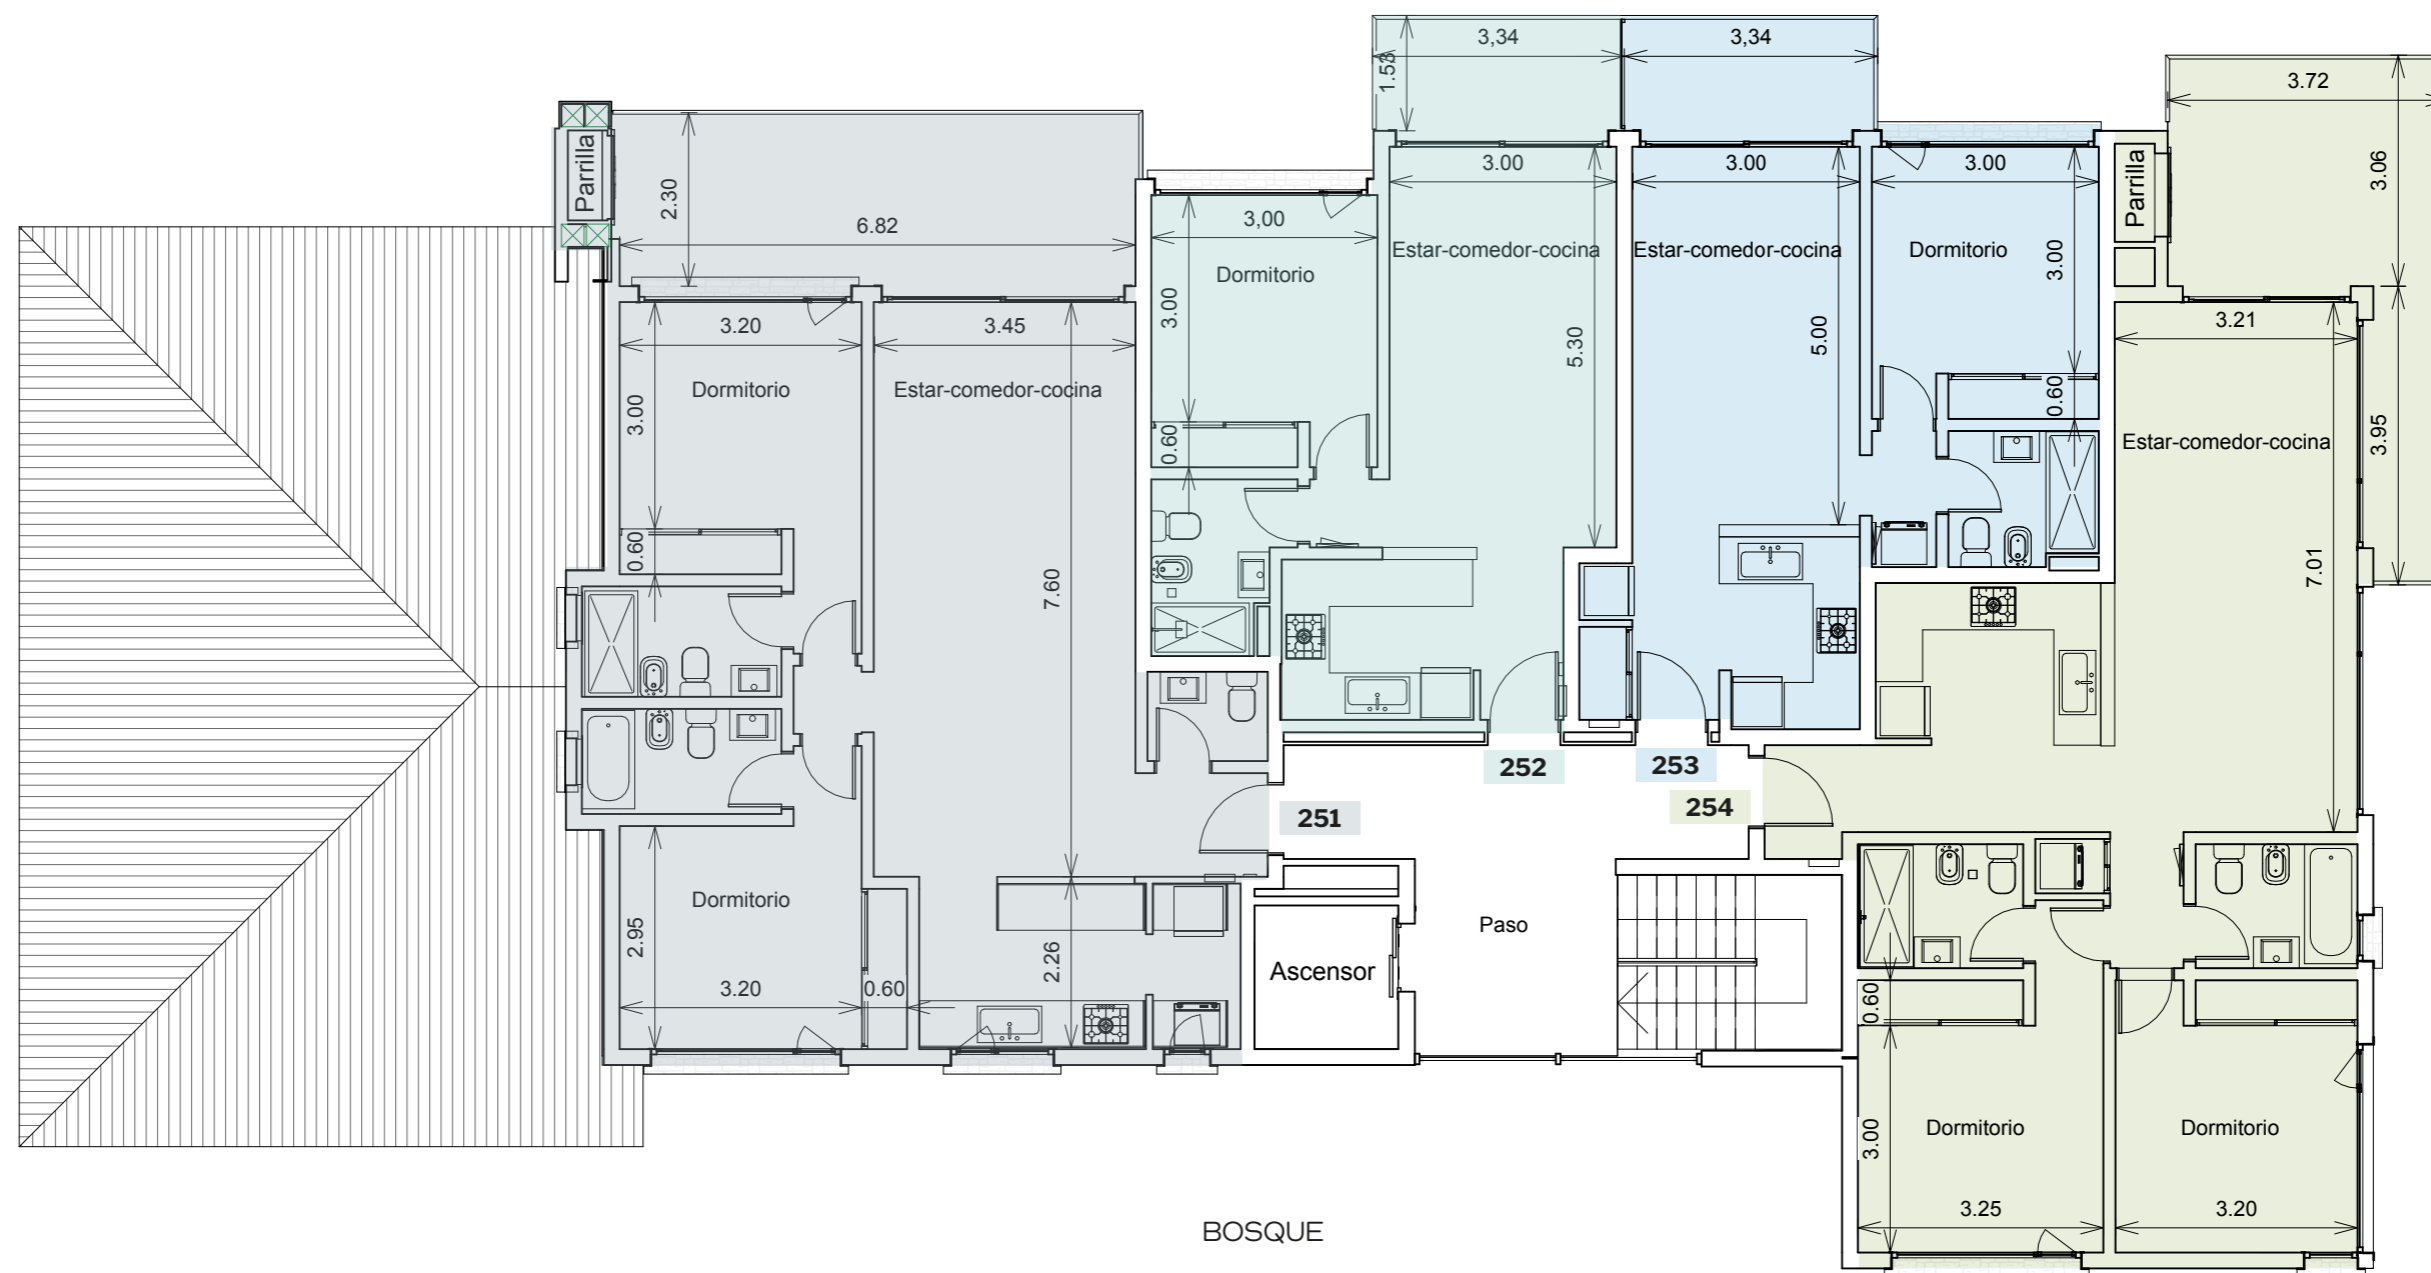 3,34
3,34
1.53
3.72
Parrilla
2.30
6.82
3,00
3.00
3.00
3.00
Parrilla
3.06
Dormitorio
Estar-comedor-cocina
Estar-comedor-cocina
Dormitorio
3.00
3.00
5.30
5.00
0.60
0.60
3.20
3.45
3.21
Dormitorio
Estar-comedor-cocina
Estar-comedor-cocina
3.95
3.00
0.60
7.60
7.01
252
253
251
254
Dormitorio
2.95
3.20
0.60
2.26
Ascensor
Paso
0.60
3.00
Dormitorio
Dormitorio
3.25
3.20
BOSQUE